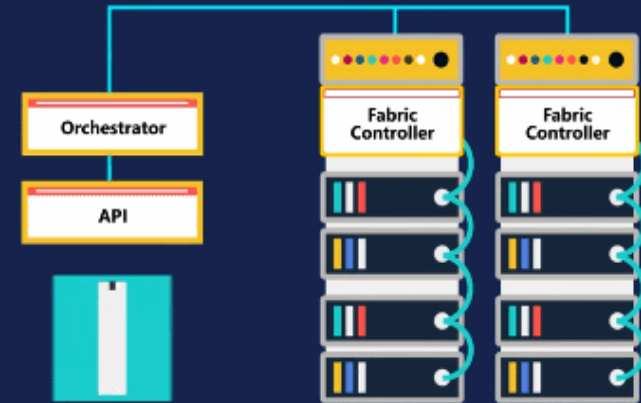 Orchestrator
API
Fabric
Controller
Fabric
Controller